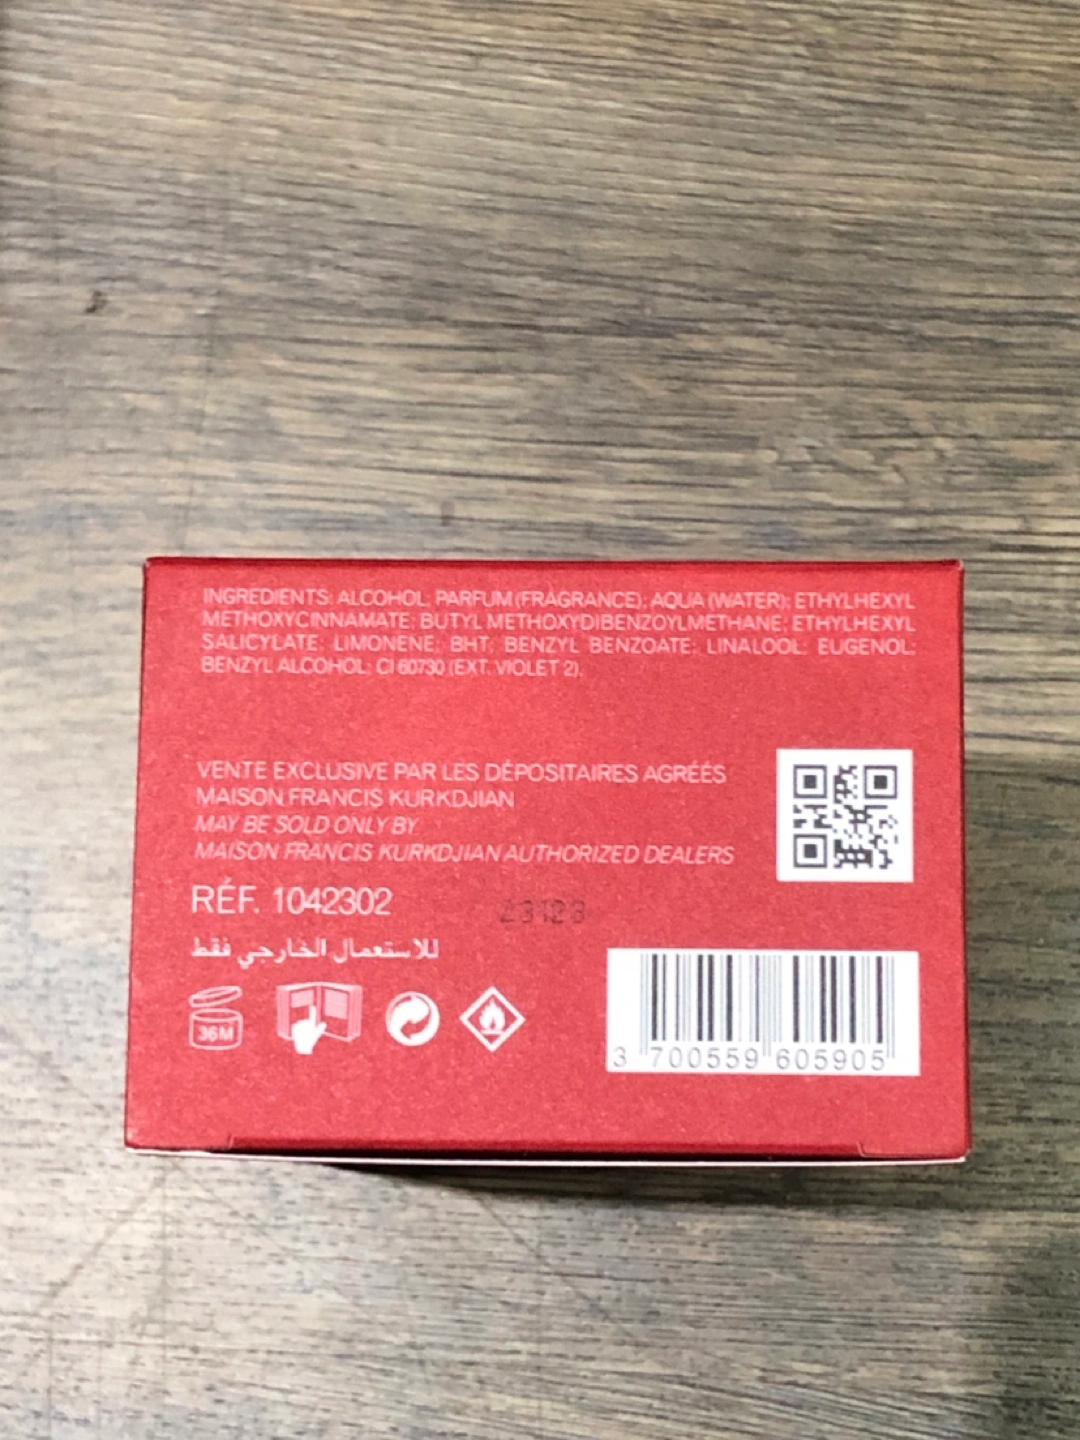 INGREDIENTS: ALCOHOL; PARFUM (FRAGRANCE); AQUA (WATER); ETHYLHEXYL
METHOXYCINNAMATE; BUTYL METHOXYDIBENZOYLMETHANE; ETHYLHEXYL
SALICYLATE; LIMONENE; BHT; BENZYL BENZOATE; LINALOOL; EUGENOL;
BENZYL ALCOHOL; CI 60730 (EXT. VIOLET 2).
VENTE EXCLUSIVE PAR LES DÉPOSITAIRES AGRÉÉS
MAISON FRANCIS KURKDJIAN
MAY BE SOLD ONLY BY
MAISON FRANCIS KURKDJIAN AUTHORIZED DEALERS
RÉF. 1042302
للاستعمال الخارجي فقط
36M
3 700559 605905